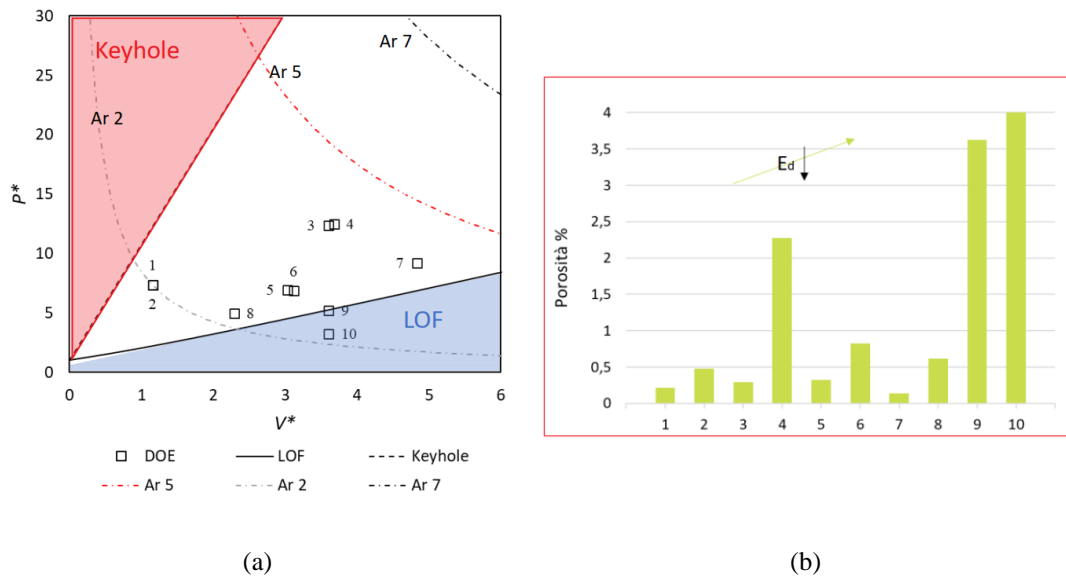 (a)
30
25
20
15
10
5
0
P*
Keyhole
Ar 2
Ar 5
Ar 7
LOF
1
2
3
4
5
6
7
8
9
10
0 1 2 3 4 5 6
V*
DOE LOF Keyhole
Ar 5 Ar 2 Ar 7
(a)
(b)
4
3,5
3
2,5
2
1,5
1
0,5
0
Porosità %
Ed
1 2 3 4 5 6 7 8 9 10
(b)